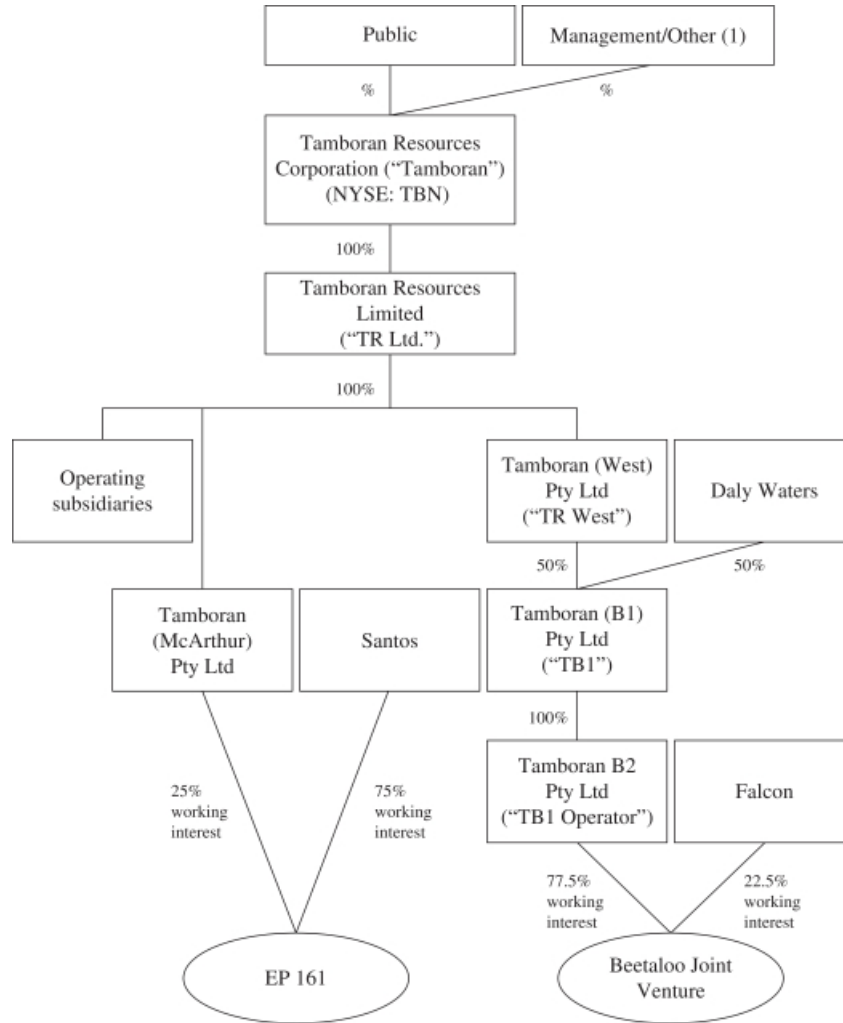 Public
Management/Other (1)
%
%
Tamboran Resources
Corporation (“Tamboran”)
(NYSE: TBN)
100%
Tamboran Resources
Limited
(“TR Ltd.”)
100%
Operating
subsidiaries
Tamboran (West)
Pty Ltd
(“TR West”)
Daly Waters
50%
50%
Tamboran
(McArthur)
Pty Ltd
Santos
Tamboran (B1)
Pty Ltd
(“TB1”)
100%
Tamboran B2
Pty Ltd
(“TB1 Operator”)
Falcon
25%
working
interest
75%
working
interest
77.5%
working
interest
22.5%
working
interest
EP 161
Beetaloo Joint
Venture